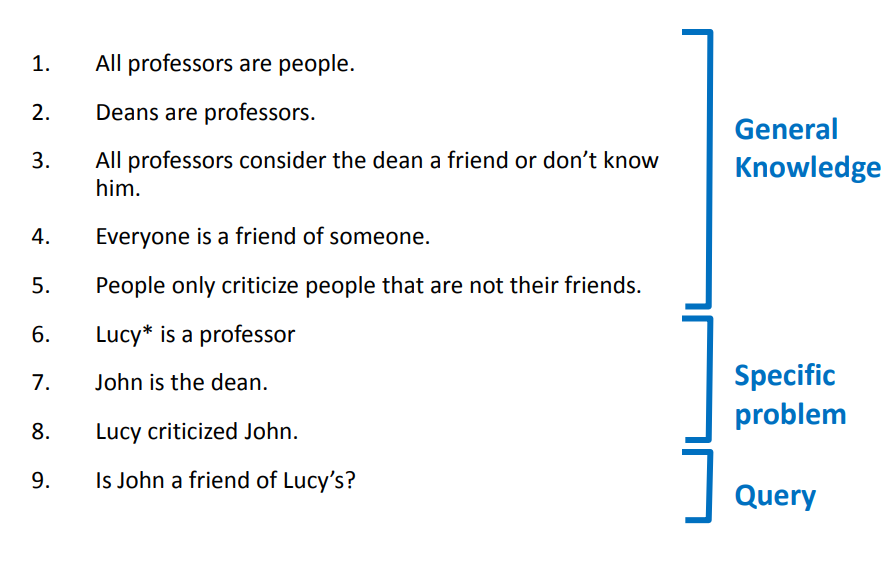 1. All professors are people.
2. Deans are professors.
3. All professors consider the dean a friend or don't know
him.
4. Everyone is a friend of someone.
5. People only criticize people that are not their friends.
General
Knowledge
6. Lucy* is a professor
7. John is the dean.
8. Lucy criticized John.
Specific
problem
9. Is John a friend of Lucy's?
Query